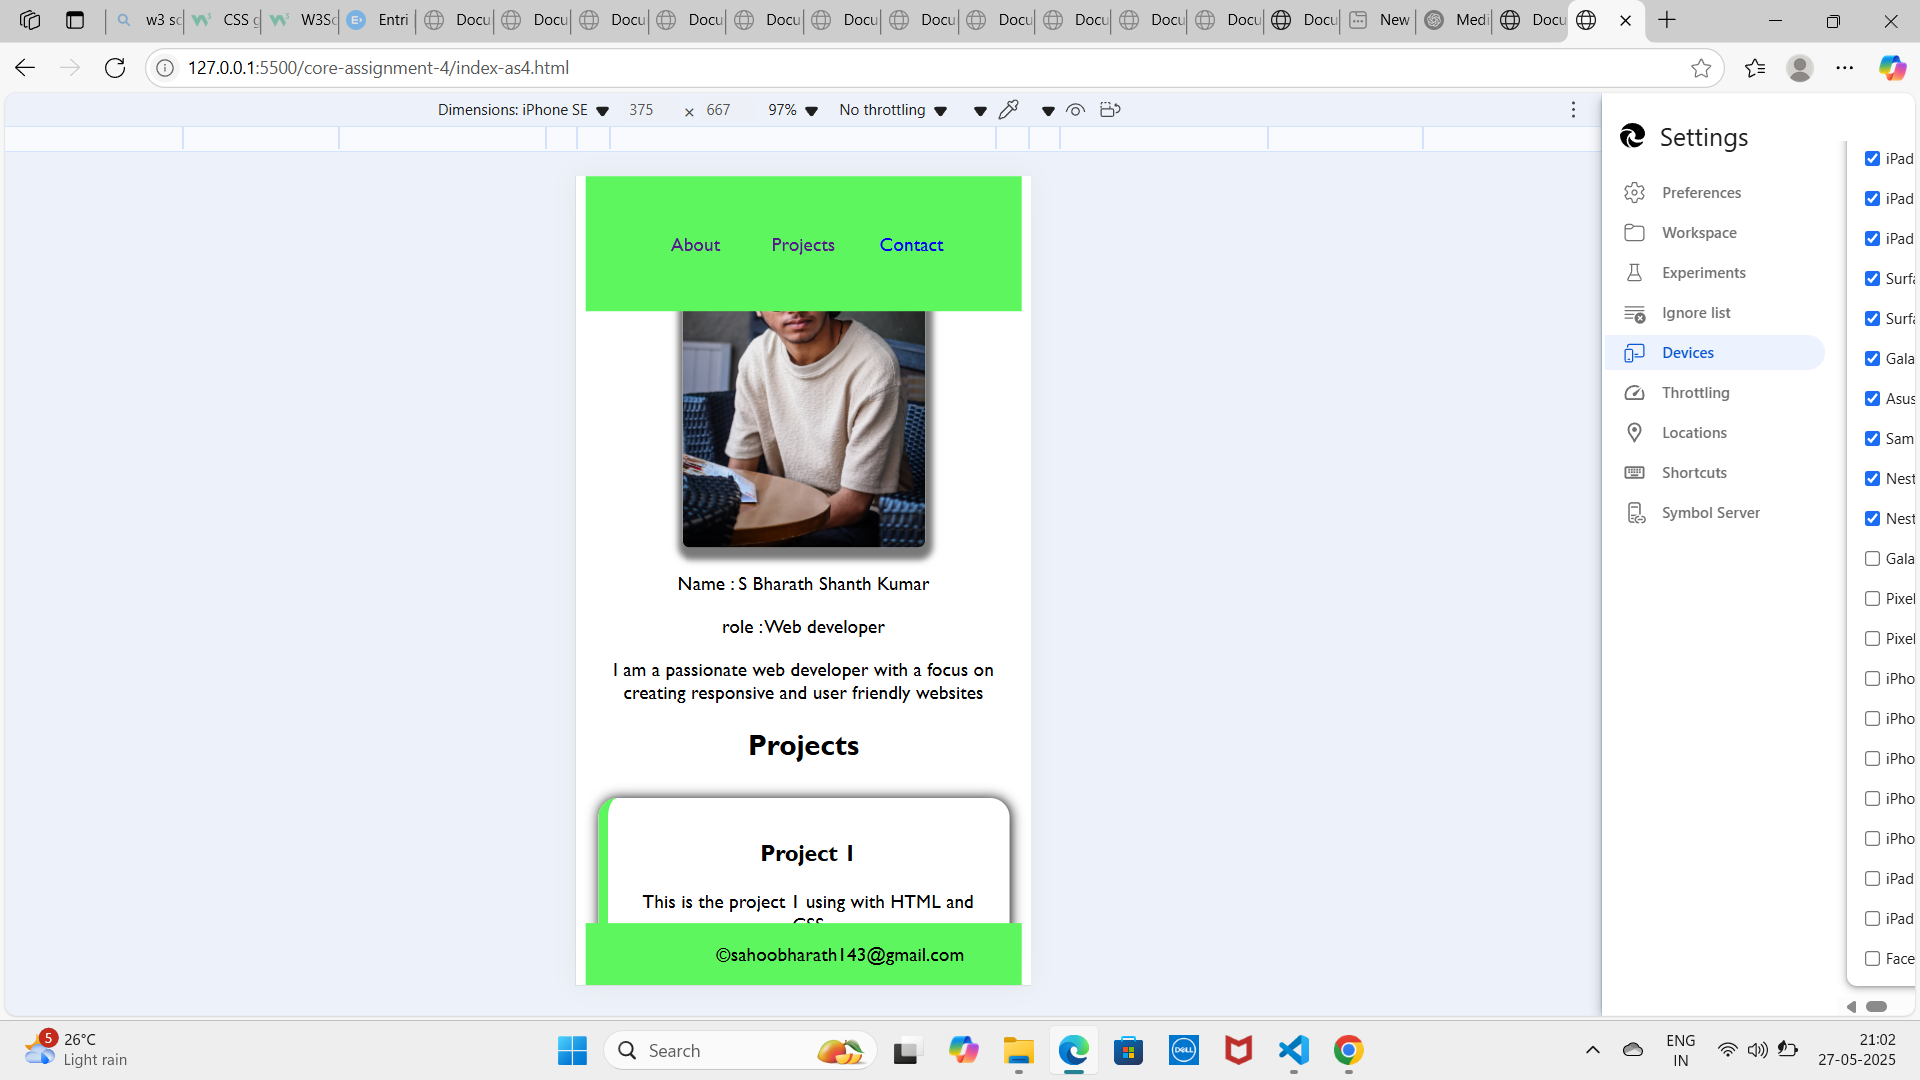 w3 sc
CSS g
W3Sc
Entri
Docu
Docu
Docu
Docu
Docu
Docu
Docu
Docu
Docu
Docu
Docu
Docu
New
Medi
Docu
127.0.0.1:5500/core-assignment-4/index-as4.html
Dimensions: iPhone SE 375 × 667 97% No throttling
About Projects Contact
Name : S Bharath Shanth Kumar
role : Web developer
I am a passionate web developer with a focus on
creating responsive and user friendly websites
Projects
Project 1
This is the project 1 using with HTML and
CSS
©sahoobharath143@gmail.com
Settings
Preferences
Workspace
Experiments
Ignore list
Devices
Throttling
Locations
Shortcuts
Symbol Server
iPad
iPad
iPad
Surfa
Surfa
Gala
Asus
Sam
Nest
Nest
Gala
Pixel
Pixel
iPho
iPho
iPho
iPho
iPho
iPad
iPad
Face
5
26°C
Light rain
Search
DELL
ENG
IN
21:02
27-05-2025